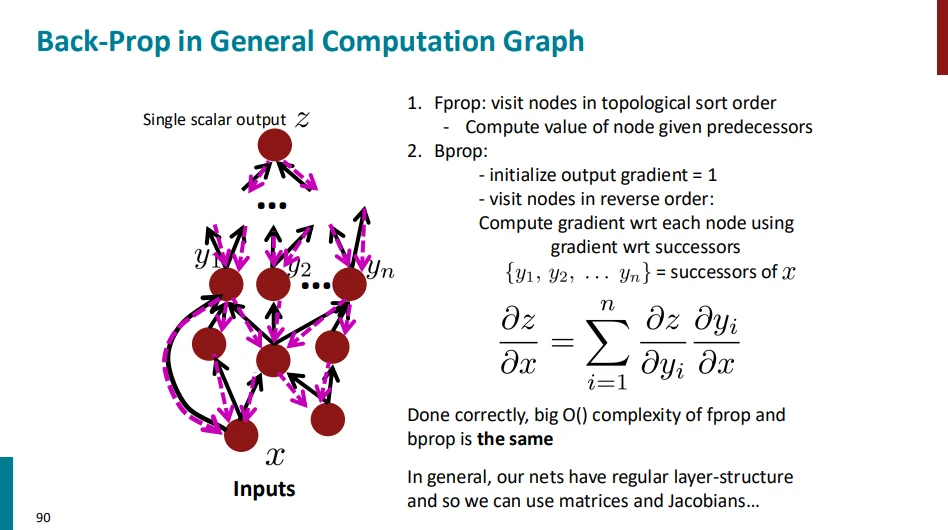 Back-Prop in General Computation Graph
Single scalar output z
...
y₁
y₂
...
yₙ
x
Inputs
1. Fprop: visit nodes in topological sort order
- Compute value of node given predecessors
2. Bprop:
- initialize output gradient = 1
- visit nodes in reverse order:
Compute gradient wrt each node using
gradient wrt successors
{y₁, y₂, ... yₙ} = successors of x
∂z/∂x = ∑ᵢ₌₁ⁿ ∂z/∂yᵢ ∂yᵢ/∂x
Done correctly, big O() complexity of fprop and
bprop is the same
In general, our nets have regular layer-structure
and so we can use matrices and Jacobians…
90